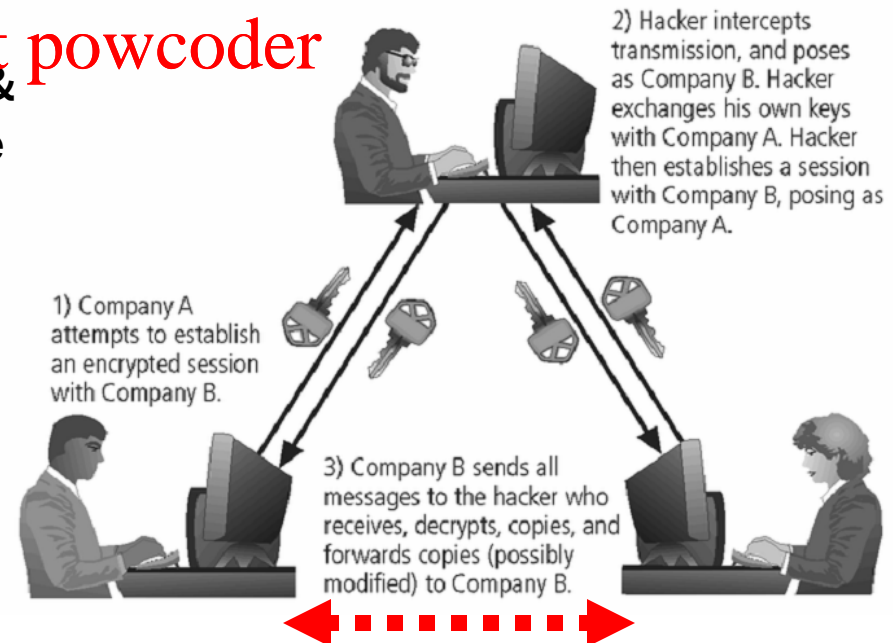 t powcoder
&
e
2) Hacker intercepts
transmission, and poses
as Company B. Hacker
exchanges his own keys
with Company A. Hacker
then establishes a session
with Company B, posing as
Company A.
1) Company A
attempts to establish
an encrypted session
with Company B.
3) Company B sends all
messages to the hacker who
receives, decrypts, copies, and
forwards copies (possibly
modified) to Company B.